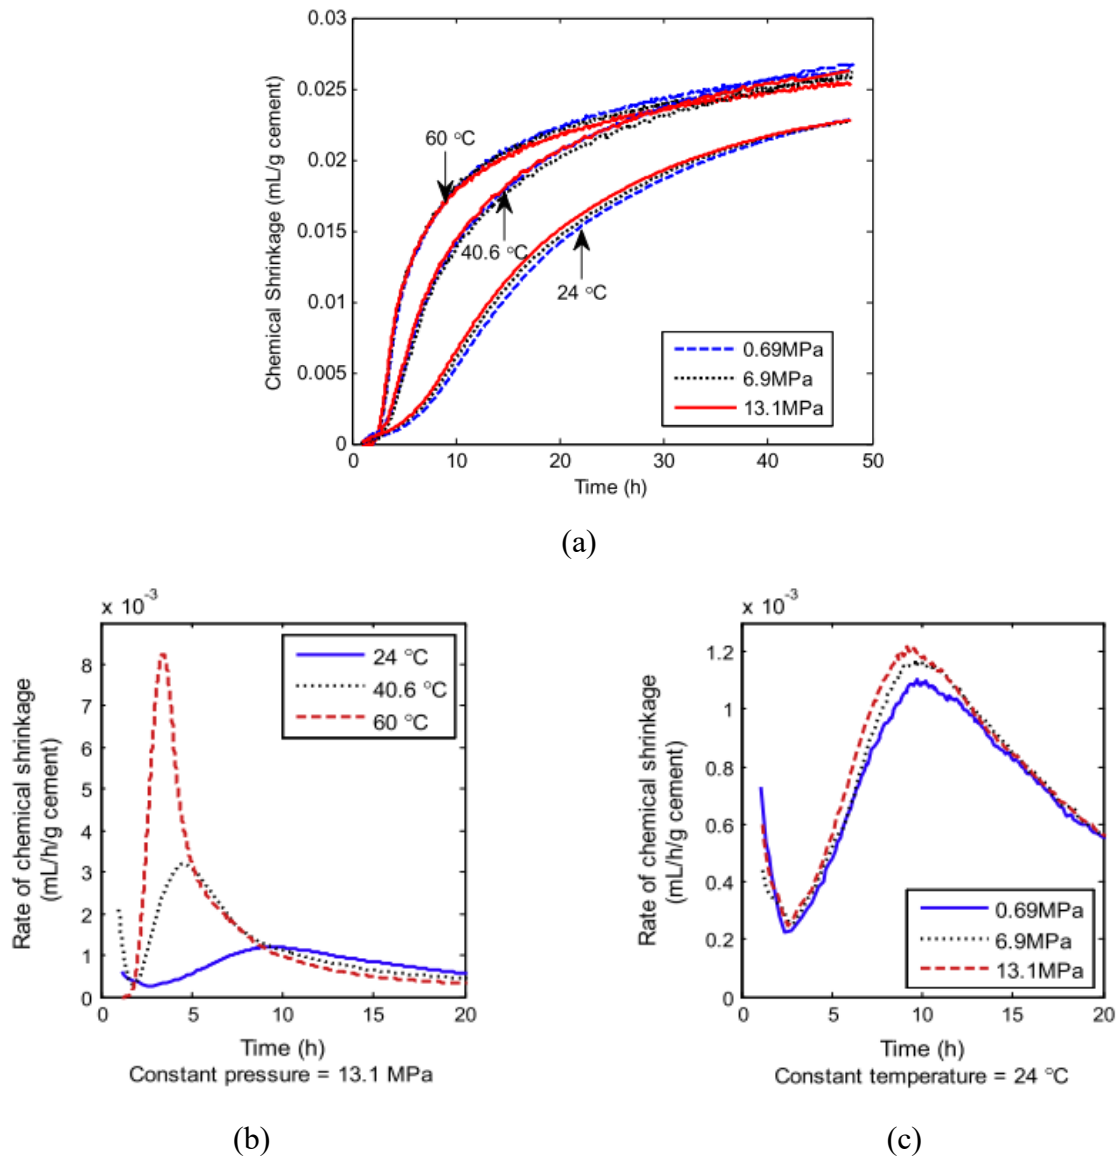 0.03
0.025
0.02
0.015
0.01
0.005
0
Chemical Shrinkage (mL/g cement)
60 °C
40.6 °C
24 °C
0.69MPa
6.9MPa
13.1MPa
0 10 20 30 40 50
Time (h)
(a)
x 10⁻³
8
7
6
5
4
3
2
1
0
Rate of chemical shrinkage
(mL/h/g cement)
24 °C
40.6 °C
60 °C
0 5 10 15 20
Time (h)
Constant pressure = 13.1 MPa
(b)
x 10⁻³
1.2
1
0.8
0.6
0.4
0.2
0
Rate of chemical shrinkage
(mL/h/g cement)
0.69MPa
6.9MPa
13.1MPa
0 5 10 15 20
Time (h)
Constant temperature = 24 °C
(c)